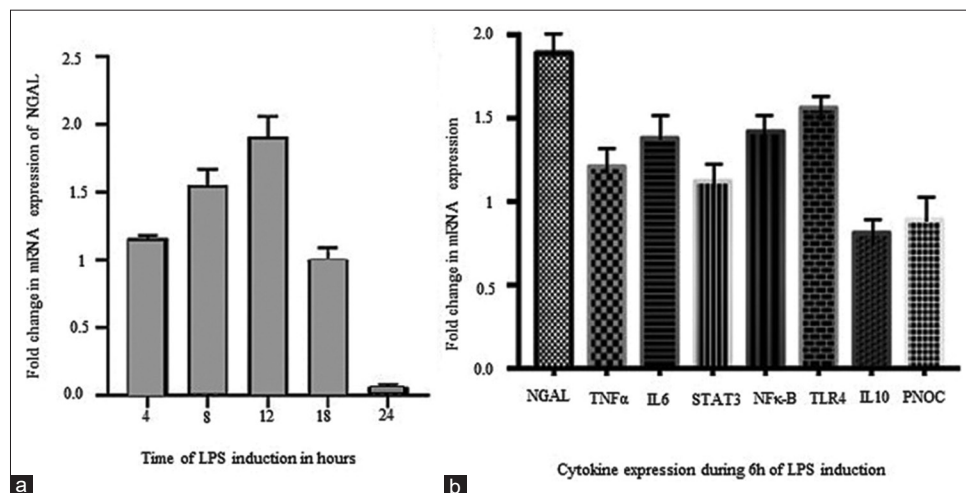 Fold change in mRNA expression of NGAL
2.5
2.0
1.5
1
0.5
0.0
4 8 12 18 24
Time of LPS induction in hours
a
Fold change in mRNA expression
2.0
1.5
1
0.5
0.0
NGAL TNFα IL6 STAT3 NFκ-B TLR4 IL10 PNOC
Cytokine expression during 6h of LPS induction
b